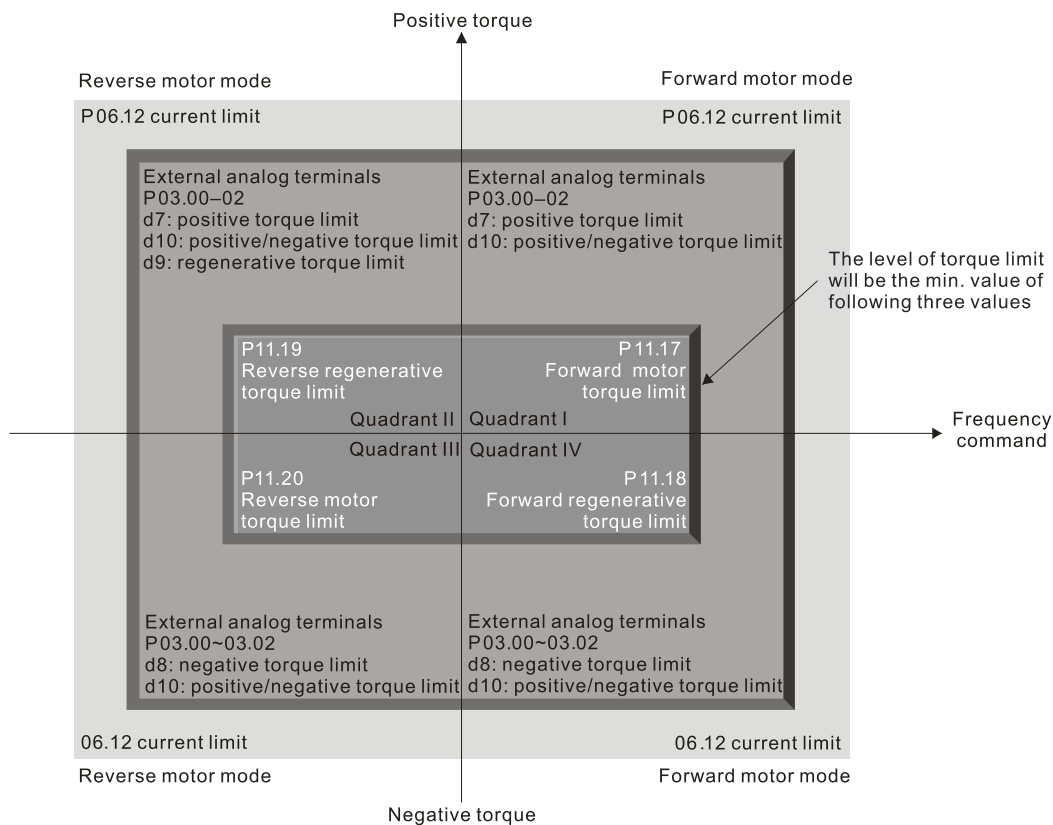 Positive torque
Reverse motor mode
Forward motor mode
P06.12 current limit
P06.12 current limit
External analog terminals
P03.00–02
d7: positive torque limit
d10: positive/negative torque limit
d9: regenerative torque limit
External analog terminals
P03.00–02
d7: positive torque limit
d10: positive/negative torque limit
The level of torque limit
will be the min. value of
following three values
P11.19
Reverse regenerative
torque limit
P11.17
Forward motor
torque limit
Quadrant II
Quadrant I
Frequency
command
Quadrant III
Quadrant IV
P11.20
Reverse motor
torque limit
P11.18
Forward regenerative
torque limit
External analog terminals
P03.00~03.02
d8: negative torque limit
d10: positive/negative torque limit
External analog terminals
P03.00~03.02
d8: negative torque limit
d10: positive/negative torque limit
06.12 current limit
06.12 current limit
Reverse motor mode
Forward motor mode
Negative torque